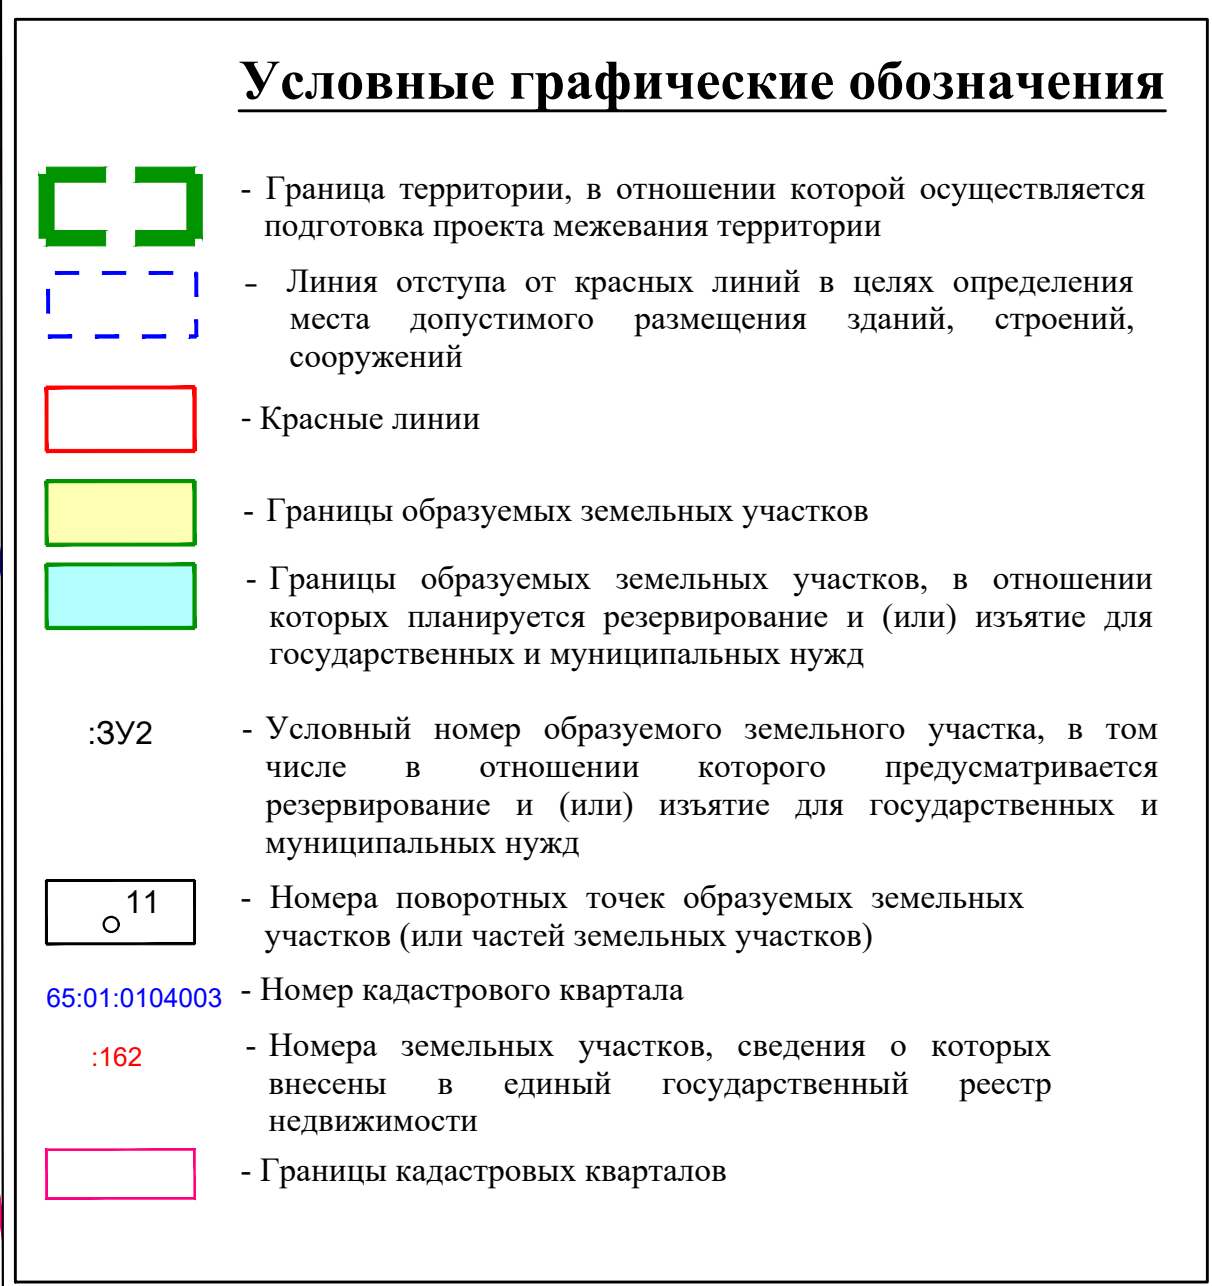 Условные графические обозначения
- Граница территории, в отношении которой осуществляется
подготовка проекта межевания территории
- Линия отступа от красных линий в целях определения
места допустимого размещения зданий, строений,
сооружений
- Красные линии
- Границы образуемых земельных участков
- Границы образуемых земельных участков, в отношении
которых планируется резервирование и (или) изъятие для
государственных и муниципальных нужд
:ЗУ2 - Условный номер образуемого земельного участка, в том
числе в отношении которого предусматривается
резервирование и (или) изъятие для государственных и
муниципальных нужд
11 - Номера поворотных точек образуемых земельных
участков (или частей земельных участков)
65:01:0104003 - Номер кадастрового квартала
:162 - Номера земельных участков, сведения о которых
внесены в единый государственный реестр
недвижимости
- Границы кадастровых кварталов